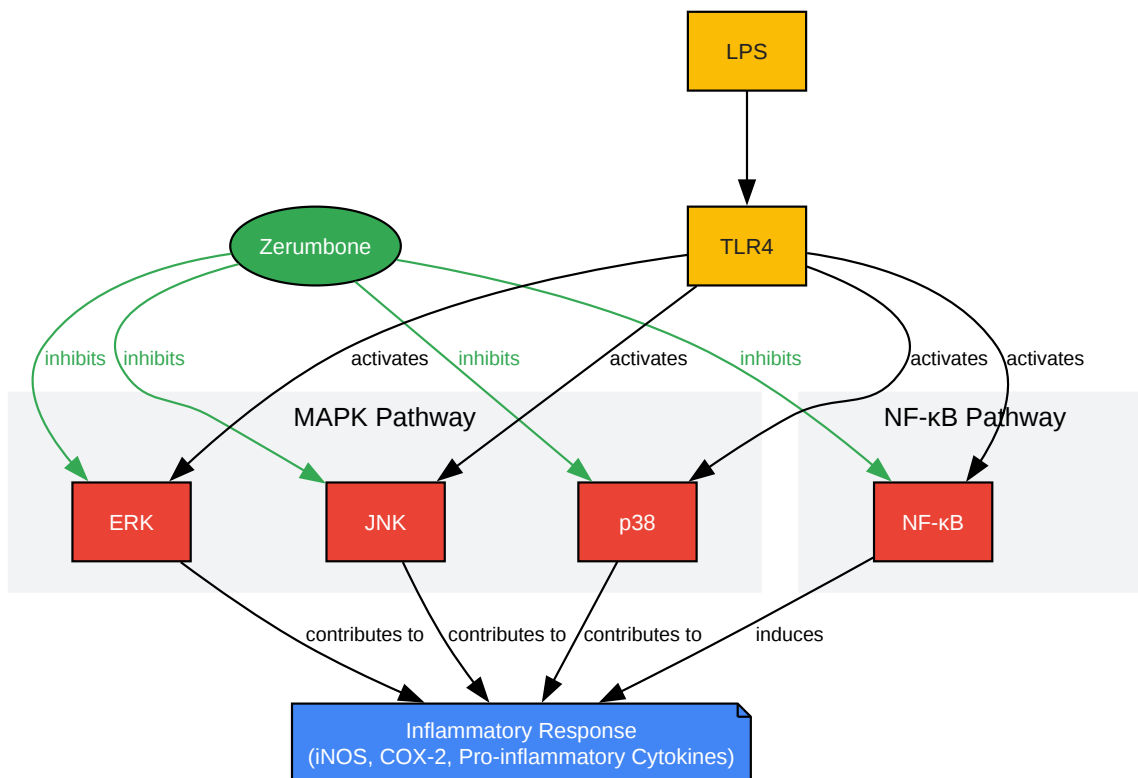 LPS
Zerumbone
TLR4
inhibits
inhibits
activates
inhibits
activates
inhibits
activates
activates
MAPK Pathway
NF-κB Pathway
ERK
JNK
p38
NF-κB
contributes to
contributes to
contributes to
induces
Inflammatory Response
(iNOS, COX-2, Pro-inflammatory Cytokines)